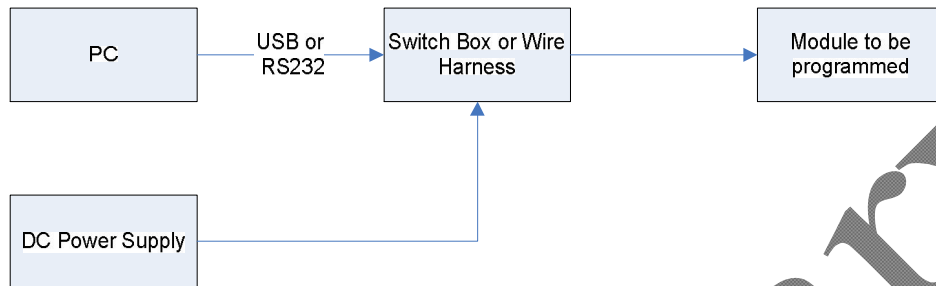 PC
USB or
RS232
Switch Box or Wire
Harness
Module to be
programmed
DC Power Supply